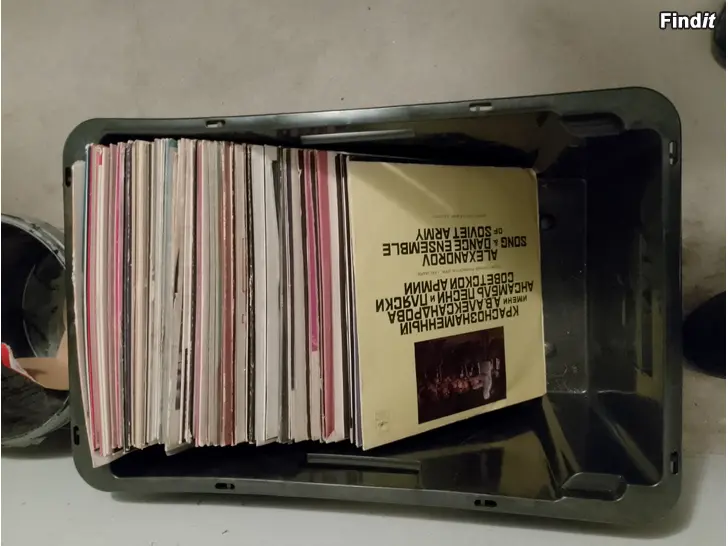 Findit
КРАСНОЗНАМЕННЫЙ
ИМЕНИ А.В.АЛЕКСАНДРОВА
АНСАМБЛЬ ПЕСНИ И ПЛЯСКИ
СОВЕТСКОЙ АРМИИ
ALEXANDROV
SONG & DANCE ENSEMBLE
OF SOVIET ARMY